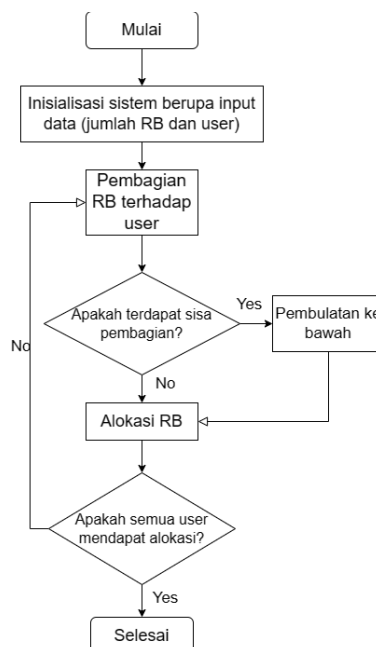 Mulai
Inisialisasi sistem berupa input
data (jumlah RB dan user)
Pembagian
RB terhadap
user
Apakah terdapat sisa
pembagian?
Yes
Pembulatan ke
bawah
No
No
Alokasi RB
Apakah semua user
mendapat alokasi?
Yes
Selesai